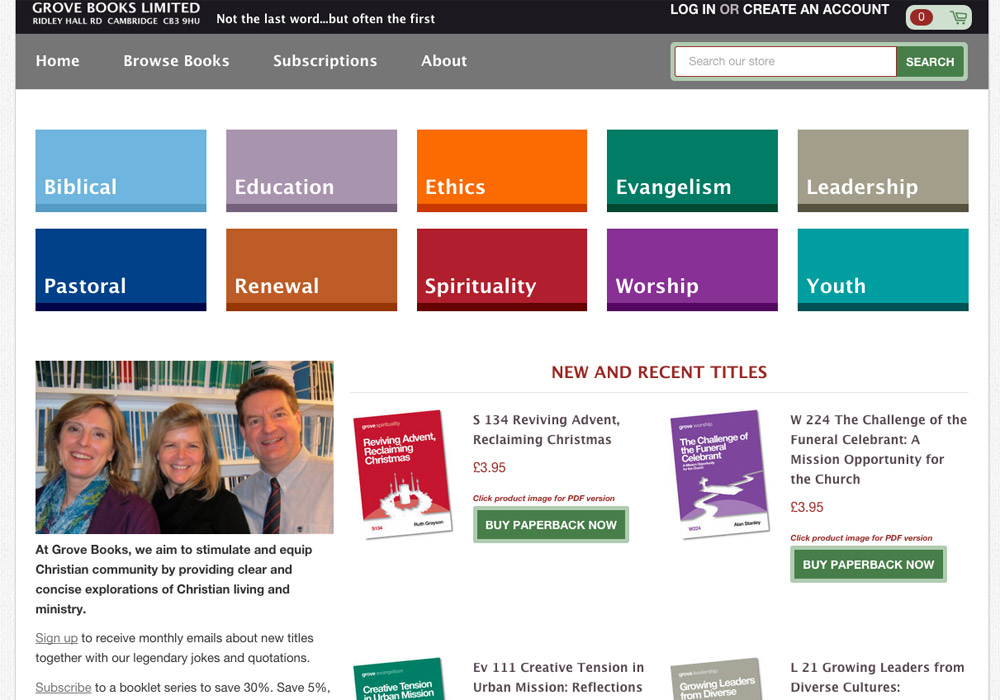 GROVE BOOKS LIMITED
RIDLEY HALL RD CAMBRIDGE CB3 9HU
Not the last word...but often the first
LOG IN OR CREATE AN ACCOUNT
0
Home
Browse Books
Subscriptions
About
Search our store
SEARCH
Biblical
Education
Ethics
Evangelism
Leadership
Pastoral
Renewal
Spirituality
Worship
Youth
At Grove Books, we aim to stimulate and equip
Christian community by providing clear and
concise explorations of Christian living and
ministry.
Sign up to receive monthly emails about new titles
together with our legendary jokes and quotations.
Subscribe to a booklet series to save 30%. Save 5%,
NEW AND RECENT TITLES
grove spirituality
Reviving Advent,
Reclaiming
Christmas
S134
Ruth Grayson
S 134 Reviving Advent,
Reclaiming Christmas
£3.95
Click product image for PDF version
BUY PAPERBACK NOW
grove worship
The Challenge of
the Funeral
Celebrant
A Mission Opportunity
for the Church
W224
Alan Stanley
W 224 The Challenge of the
Funeral Celebrant: A
Mission Opportunity for
the Church
£3.95
Click product image for PDF version
BUY PAPERBACK NOW
grove evangelism
Creative Tension
in Urban Mission
Ev 111 Creative Tension in
Urban Mission: Reflections
grove leadership
Growing Leaders
from Diverse
L 21 Growing Leaders from
Diverse Cultures: